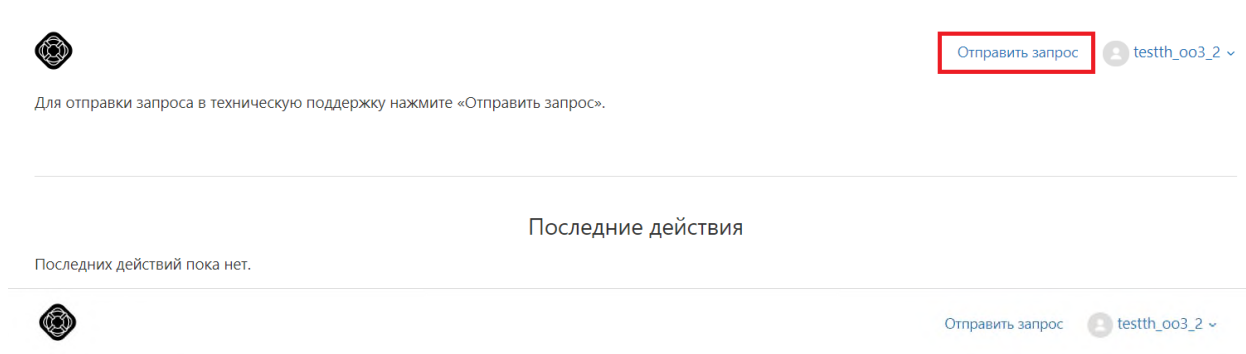 Отправить запрос testth_oo3_2
Для отправки запроса в техническую поддержку нажмите «Отправить запрос».
Последние действия
Последних действий пока нет.
Отправить запрос testth_oo3_2